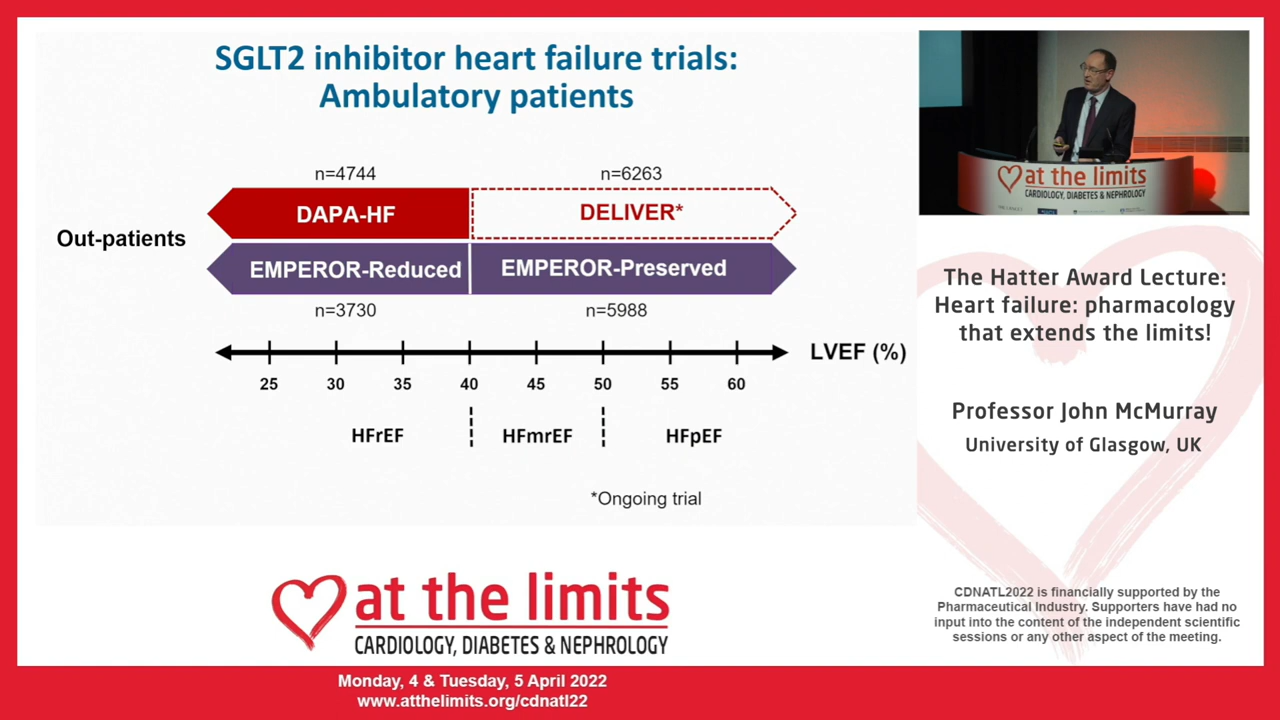 SGLT2 inhibitor heart failure trials:
Ambulatory patients
n=4744
n=6263
DAPA-HF
DELIVER*
Out-patients
EMPEROR-Reduced
EMPEROR-Preserved
n=3730
n=5988
LVEF (%)
25 30 35 40 45 50 55 60
HFrEF
HFmrEF
HFpEF
*Ongoing trial
at the limits
CARDIOLOGY, DIABETES & NEPHROLOGY
Monday, 4 & Tuesday, 5 April 2022
www.atthelimits.org/cdnatl22
at the limits
CARDIOLOGY, DIABETES & NEPHROLOGY
The Hatter Award Lecture:
Heart failure: pharmacology
that extends the limits!
Professor John McMurray
University of Glasgow, UK
CDNATL2022 is financially supported by the
Pharmaceutical Industry. Supporters have had no
input into the content of the independent scientific
sessions or any other aspect of the meeting.